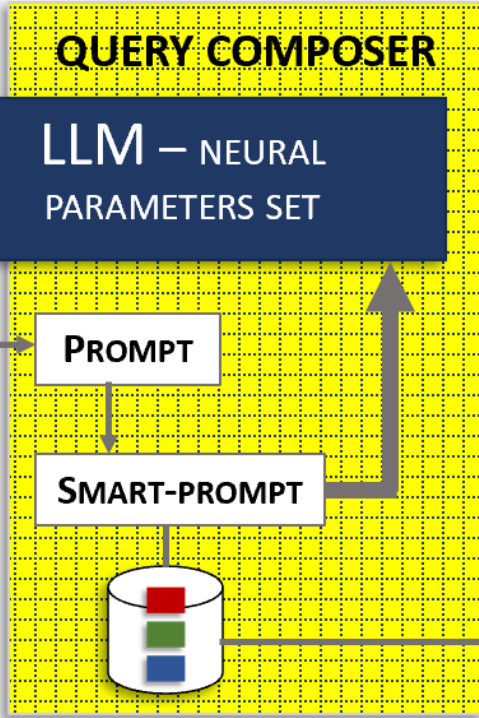 QUERY COMPOSER
LLM – NEURAL
PARAMETERS SET
PROMPT
SMART-PROMPT